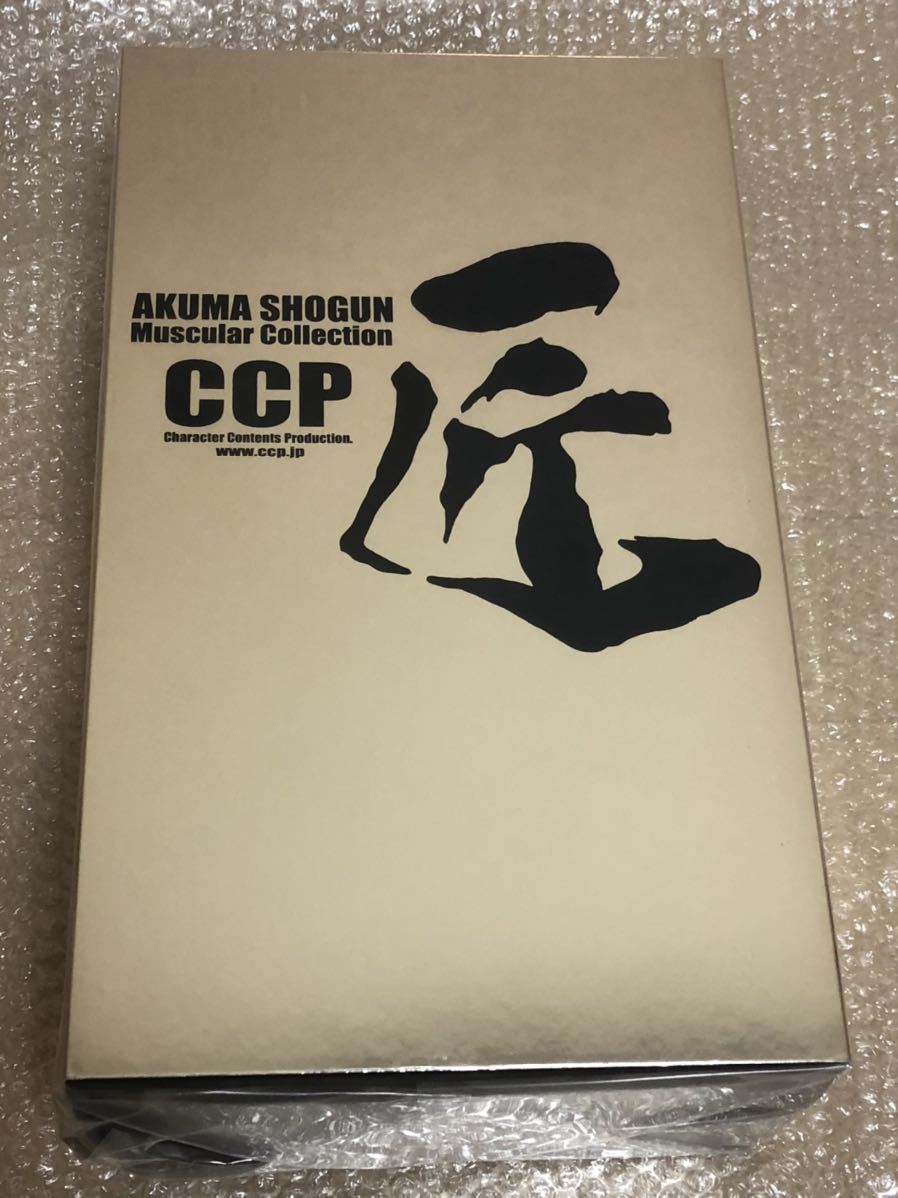 AKUMA SHOGUN
Muscular Collection
CCP
Character Contents Production.
www.ccp.jp
匠